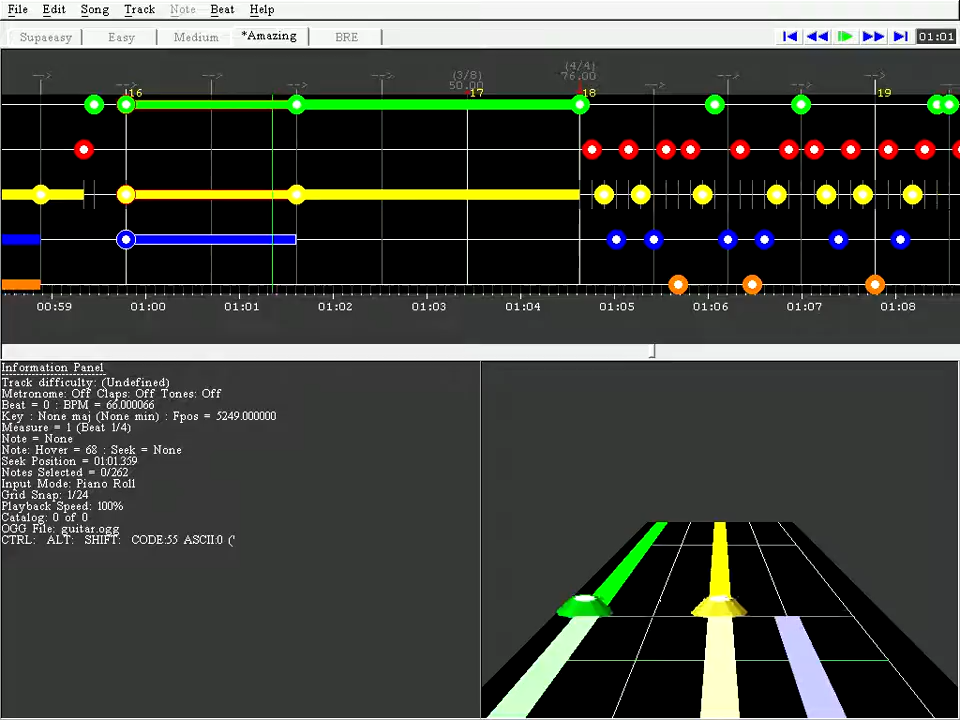 File Edit Song Track Note Beat Help
Supaeasy Easy Medium *Amazing BRE 01:01
(4/4)
(3/8) 76.00
50.00
16 17 18 19
00:59 01:00 01:01 01:02 01:03 01:04 01:05 01:06 01:07 01:08
Information Panel
Track difficulty: (Undefined)
Metronome: Off Claps: Off Tones: Off
Beat = 0 : BPM = 66.000066
Key : None maj (None min) : Fpos = 5249.000000
Measure = 1 (Beat 1/4)
Note = None
Note: Hover = 68 : Seek = None
Seek Position = 01:01.359
Notes Selected = 0/262
Input Mode: Piano Roll
Grid Snap: 1/24
Playback Speed: 100%
Catalog: 0 of 0
OGG File: guitar.ogg
CTRL: ALT: SHIFT: CODE:55 ASCII:0 ('